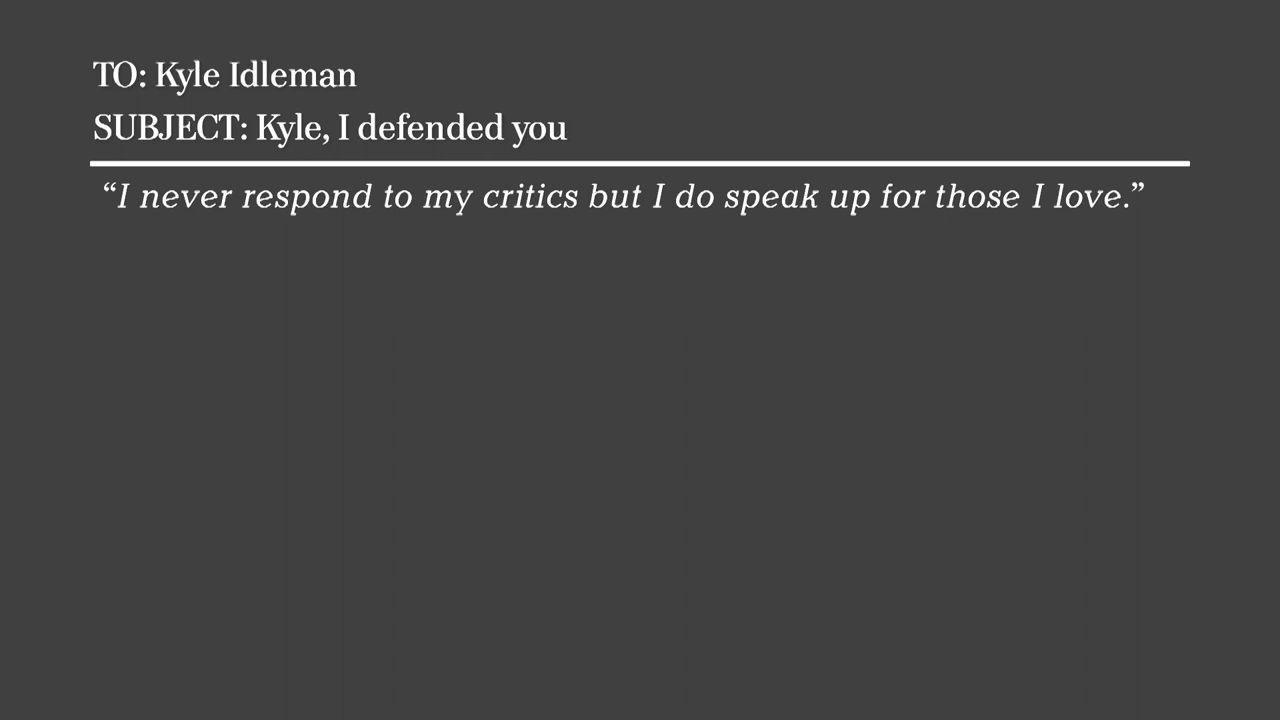 TO: Kyle Idleman
SUBJECT: Kyle, I defended you
“I never respond to my critics but I do speak up for those I love.”